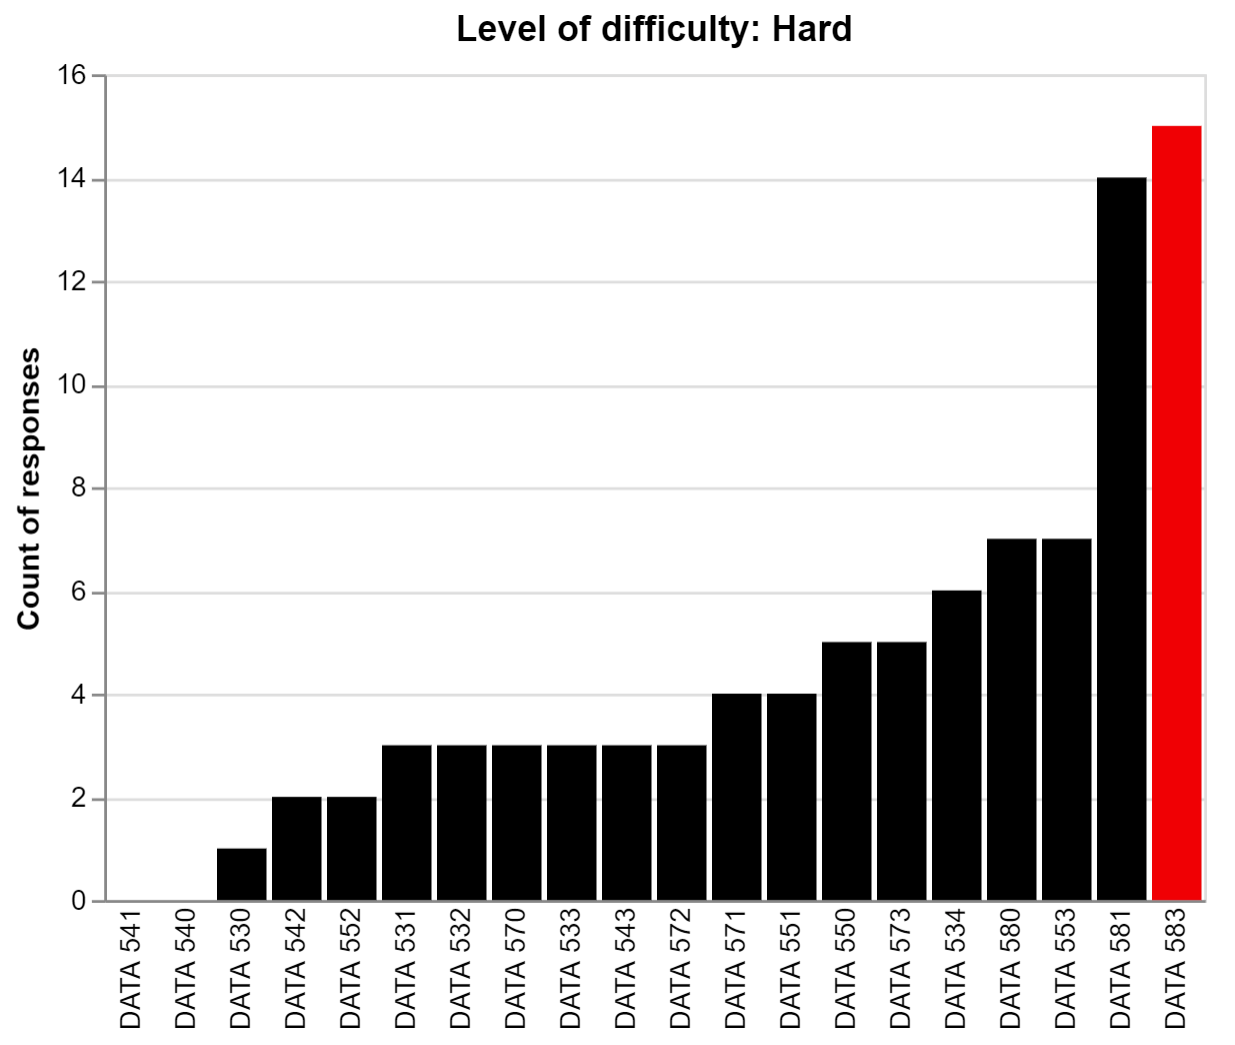 Level of difficulty: Hard
Count of responses
16
14
12
10
8
6
4
2
0
DATA 541
DATA 540
DATA 530
DATA 542
DATA 552
DATA 531
DATA 532
DATA 570
DATA 533
DATA 543
DATA 572
DATA 571
DATA 551
DATA 550
DATA 573
DATA 534
DATA 580
DATA 553
DATA 581
DATA 583